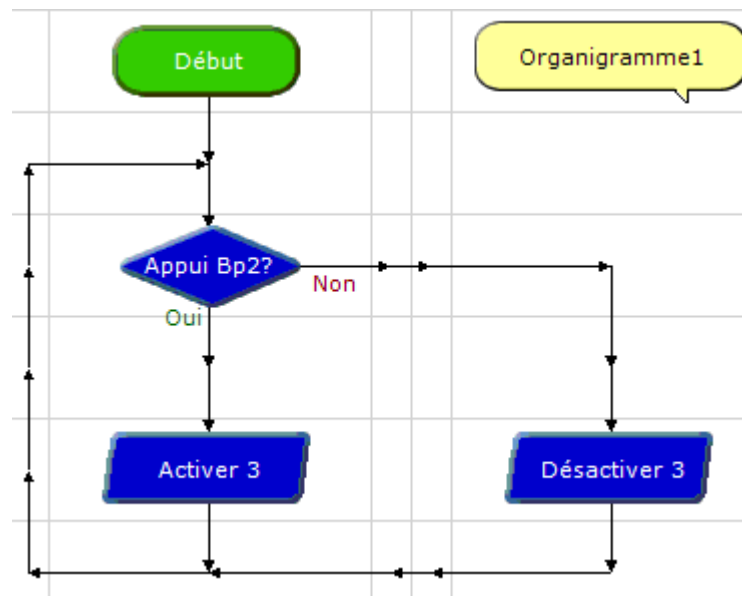 Début
Organigramme1
Appui Bp2?
Non
Oui
Activer 3
Désactiver 3